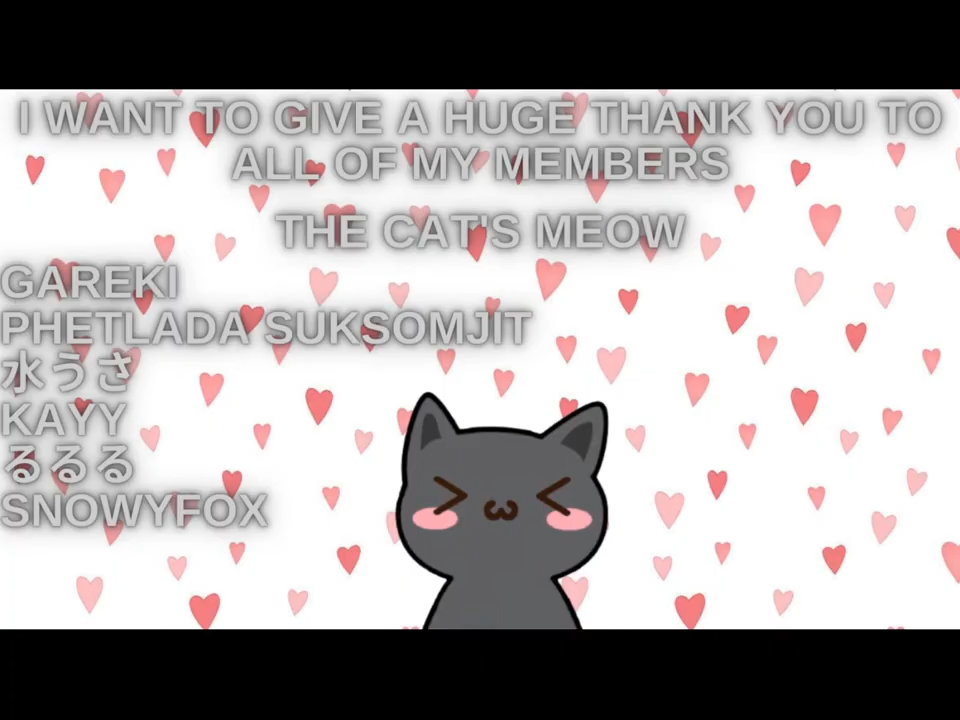 I WANT TO GIVE A HUGE THANK YOU TO
ALL OF MY MEMBERS
THE CAT'S MEOW
GAREKI
PHETLADA SUKSOMJIT
水うさ
KAYY
るるる
SNOWYFOX